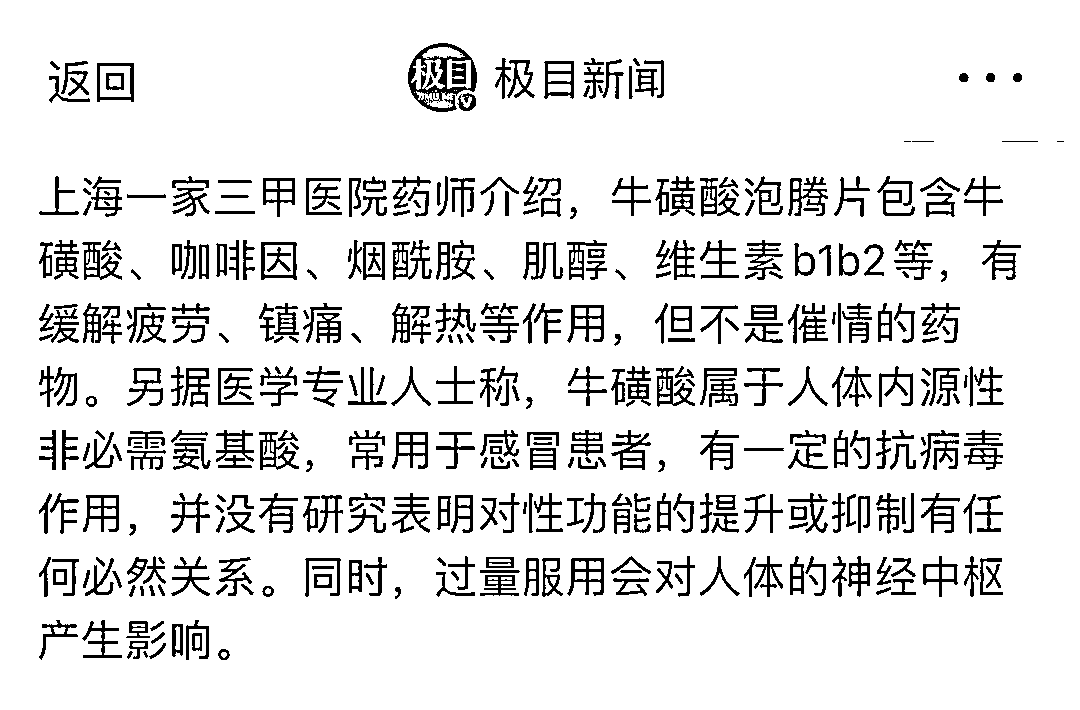 返回
极目
极目新闻
···
上海一家三甲医院药师介绍，牛磺酸泡腾片包含牛
磺酸、咖啡因、烟酰胺、肌醇、维生素b1b2等，有
缓解疲劳、镇痛、解热等作用，但不是催情的药
物。另据医学专业人士称，牛磺酸属于人体内源性
非必需氨基酸，常用于感冒患者，有一定的抗病毒
作用，并没有研究表明对性功能的提升或抑制有任
何必然关系。同时，过量服用会对人体的神经中枢
产生影响。